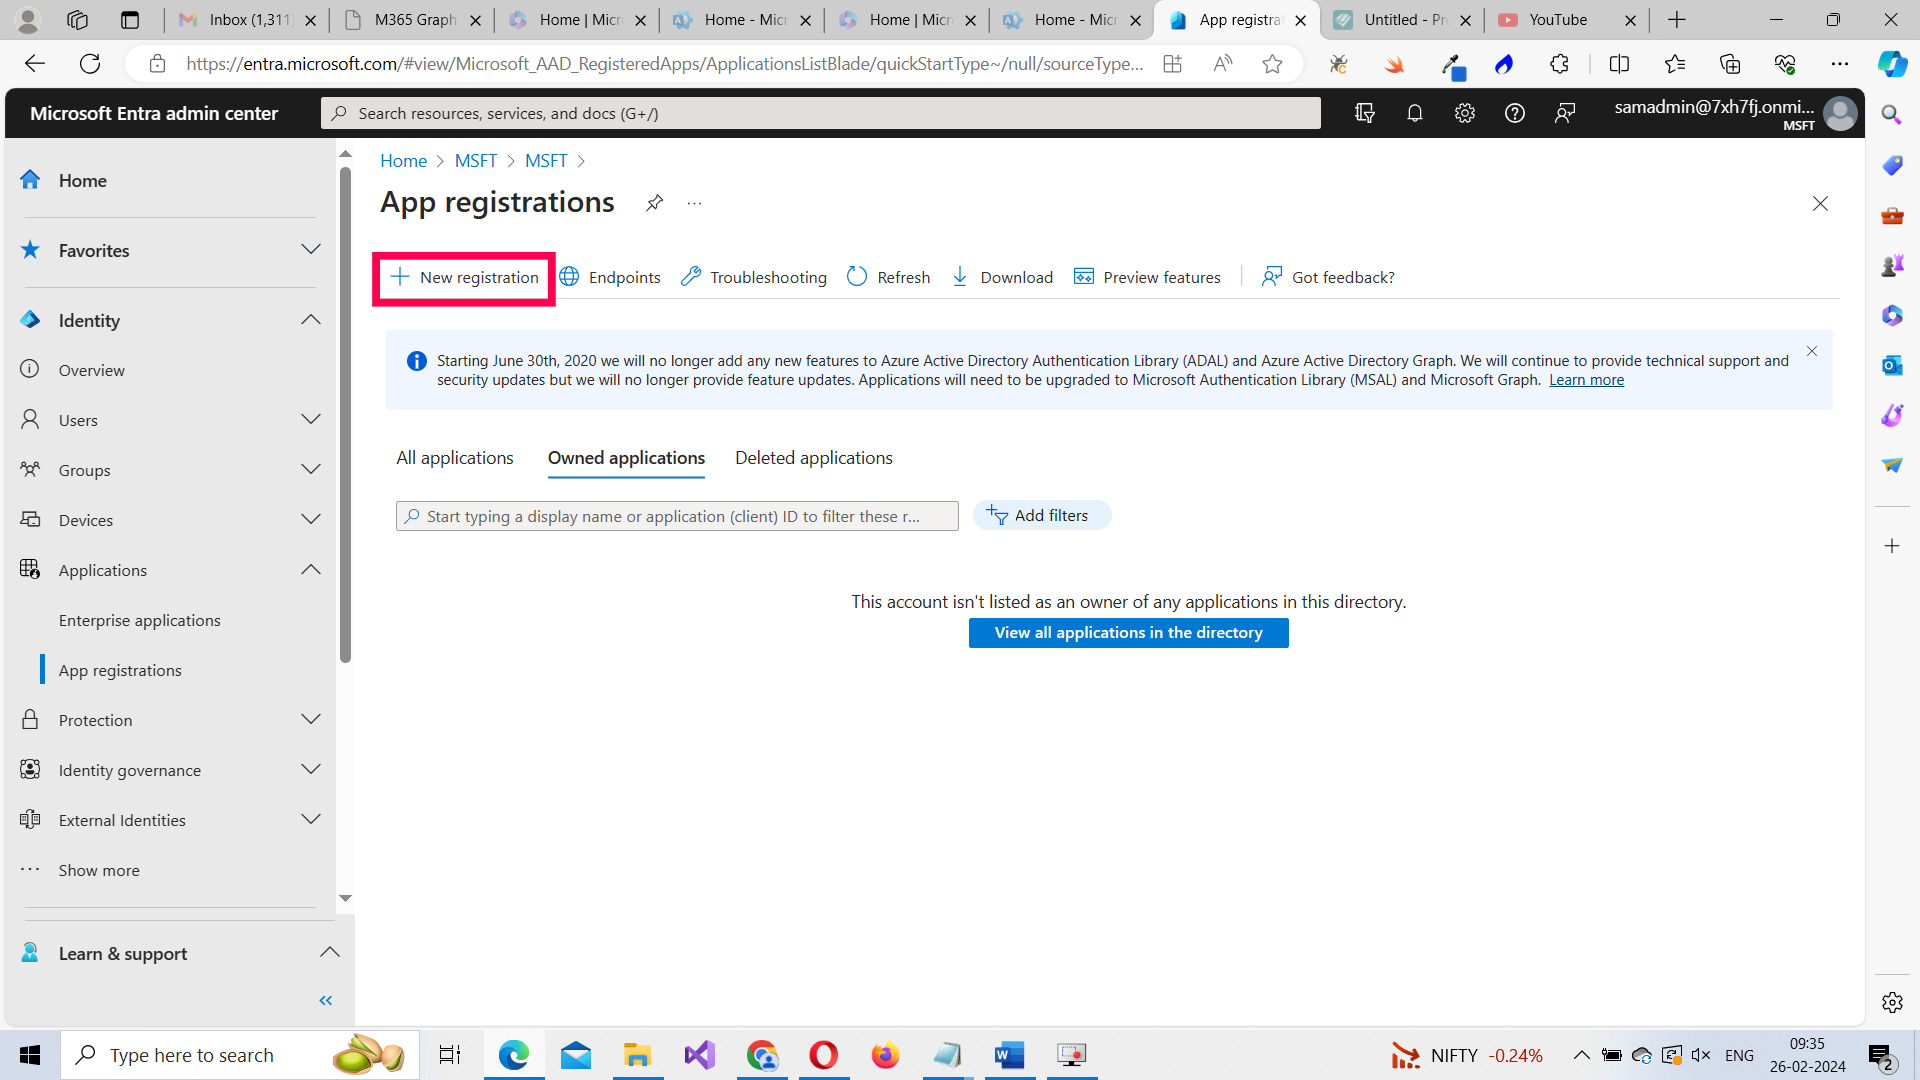 Inbox (1,311
M365 Graph
Home | Micr
Home - Micr
Home | Micr
Home - Micr
App registrat
Untitled - Pr
YouTube
https://entra.microsoft.com/#view/Microsoft_AAD_RegisteredApps/ApplicationsListBlade/quickStartType~/null/sourceType...
Microsoft Entra admin center
Search resources, services, and docs (G+/)
samadmin@7xh7fj.onmi...
MSFT
Home
Favorites
Identity
Overview
Users
Groups
Devices
Applications
Enterprise applications
App registrations
Protection
Identity governance
External Identities
Show more
Learn & support
Home > MSFT > MSFT >
App registrations
New registration
Endpoints
Troubleshooting
Refresh
Download
Preview features
Got feedback?
Starting June 30th, 2020 we will no longer add any new features to Azure Active Directory Authentication Library (ADAL) and Azure Active Directory Graph. We will continue to provide technical support and
security updates but we will no longer provide feature updates. Applications will need to be upgraded to Microsoft Authentication Library (MSAL) and Microsoft Graph. Learn more
All applications
Owned applications
Deleted applications
Start typing a display name or application (client) ID to filter these r...
Add filters
This account isn't listed as an owner of any applications in this directory.
View all applications in the directory
Type here to search
NIFTY -0.24%
ENG
09:35
26-02-2024
2